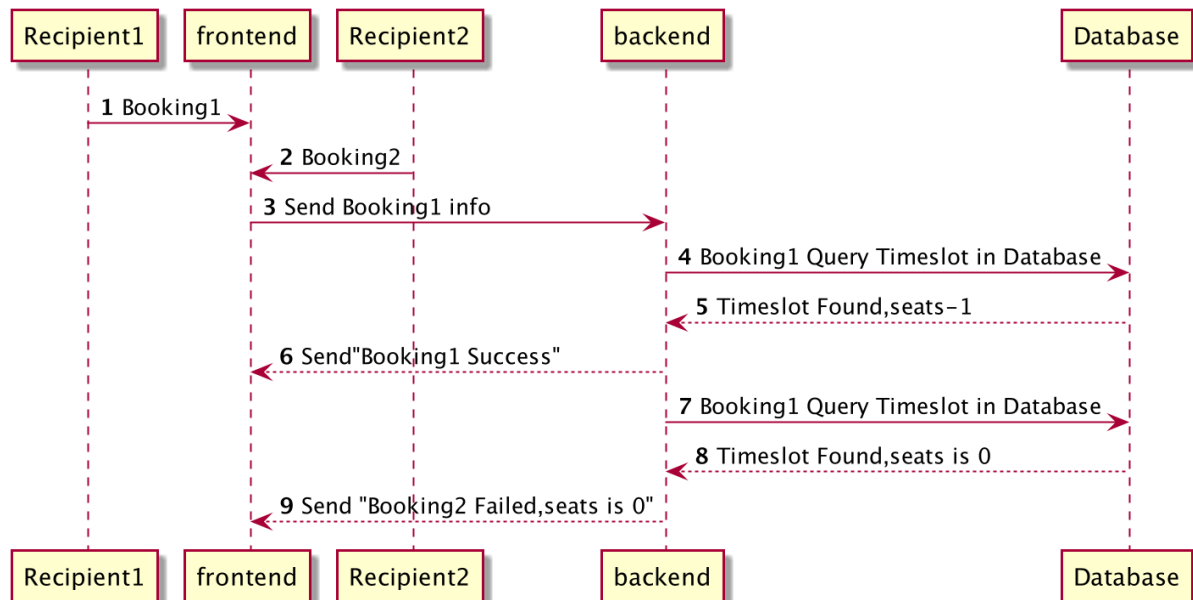 Recipient1 frontend Recipient2 backend Database
1 Booking1
2 Booking2
3 Send Booking1 info
4 Booking1 Query Timeslot in Database
5 Timeslot Found,seats-1
6 Send"Booking1 Success"
7 Booking1 Query Timeslot in Database
8 Timeslot Found,seats is 0
9 Send "Booking2 Failed,seats is 0"
Recipient1 frontend Recipient2 backend Database